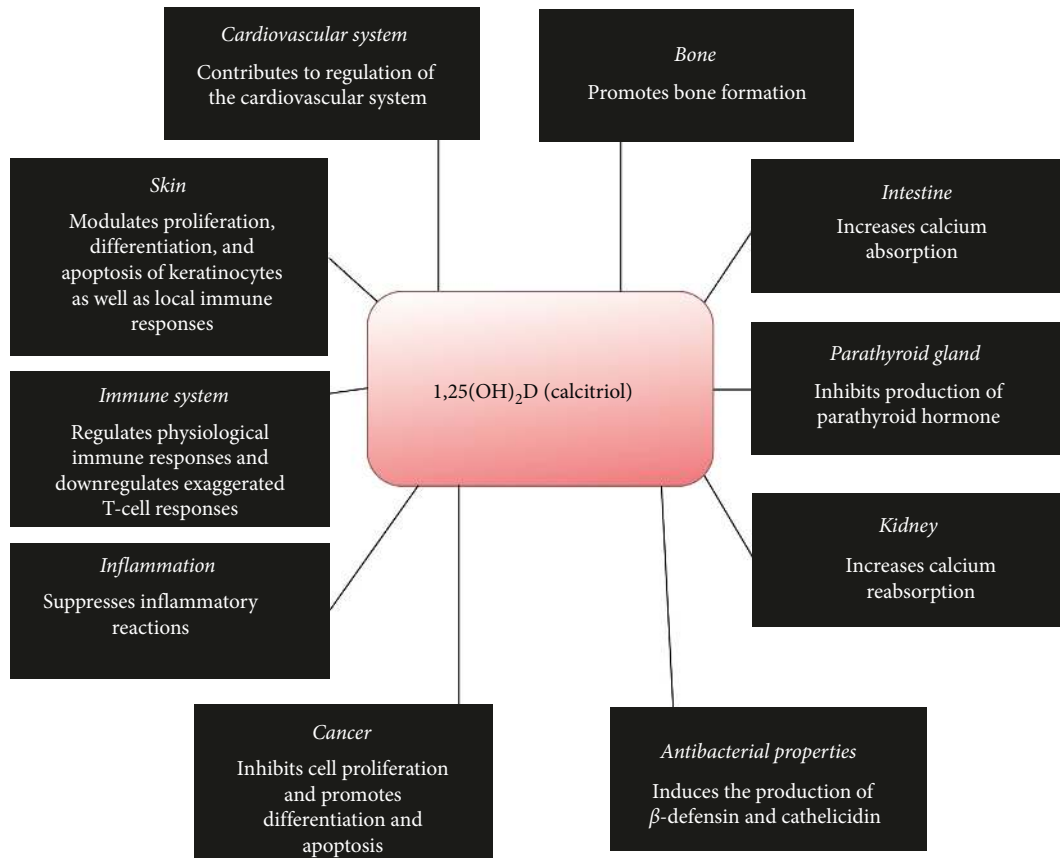 Cardiovascular system
Contributes to regulation of
the cardiovascular system
Bone
Promotes bone formation
Skin
Modulates proliferation,
differentiation, and
apoptosis of keratinocytes
as well as local immune
responses
Intestine
Increases calcium
absorption
1,25(OH)₂D (calcitriol)
Parathyroid gland
Inhibits production of
parathyroid hormone
Immune system
Regulates physiological
immune responses and
downregulates exaggerated
T-cell responses
Kidney
Increases calcium
reabsorption
Inflammation
Suppresses inflammatory
reactions
Cancer
Inhibits cell proliferation
and promotes
differentiation and
apoptosis
Antibacterial properties
Induces the production of
β-defensin and cathelicidin